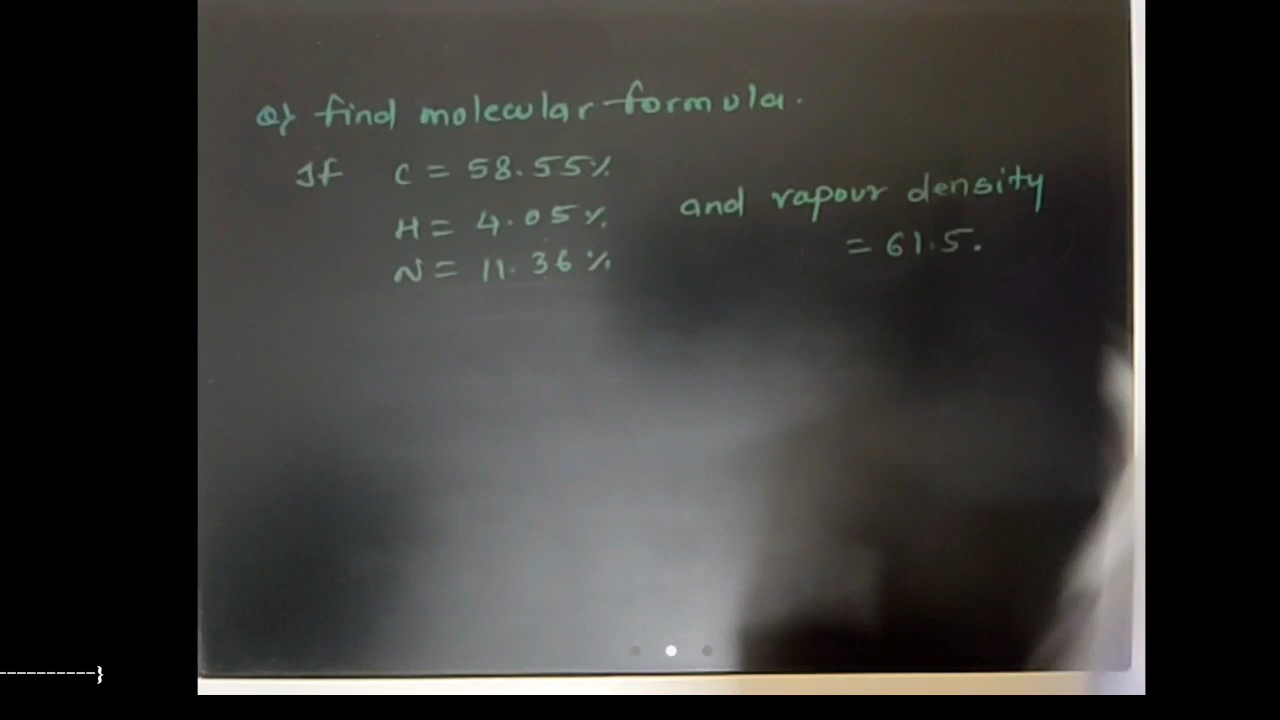 Q} find molecular formula.
If C = 58.55%
H = 4.05%
N = 11.36%
and vapour density
= 61.5.
----------}